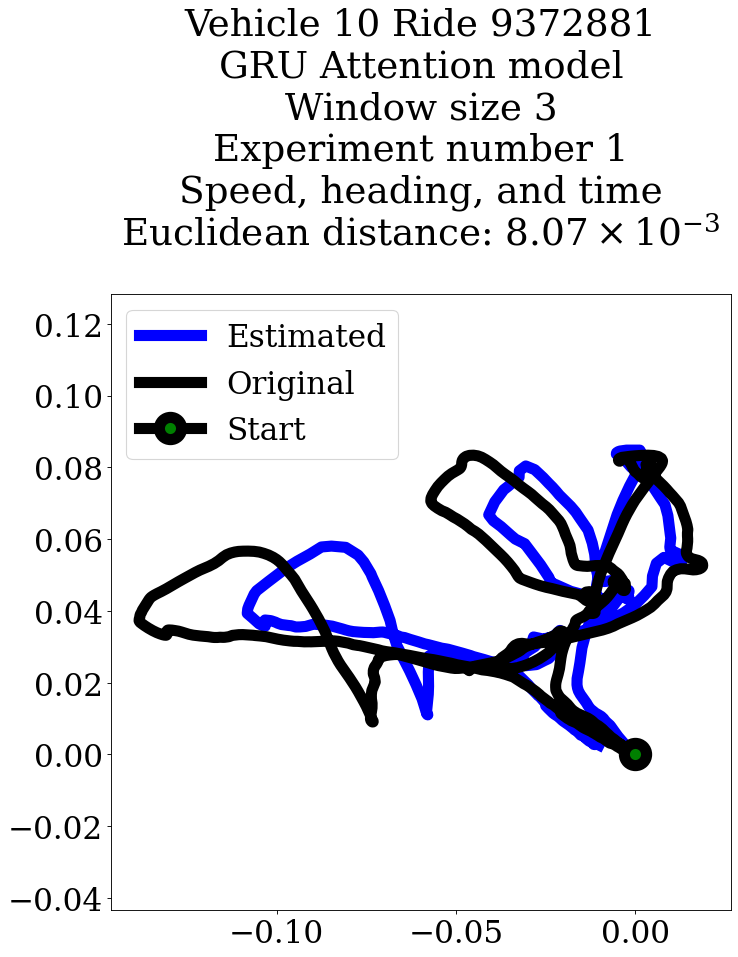 Vehicle 10 Ride 9372881
GRU Attention model
Window size 3
Experiment number 1
Speed, heading, and time
Euclidean distance: 8.07 × 10⁻³
Estimated
Original
Start
0.12
0.10
0.08
0.06
0.04
0.02
0.00
−0.02
−0.04
−0.10
−0.05
0.00